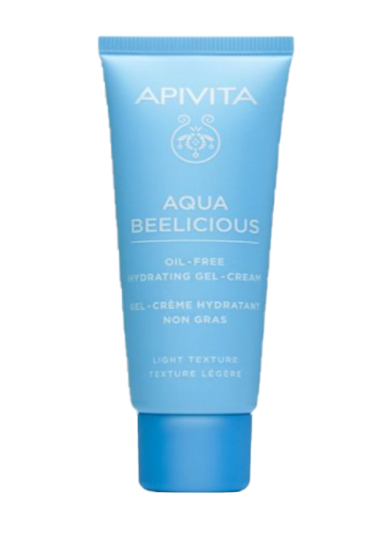 APIVITA
AQUA
BEELICIOUS
OIL-FREE
HYDRATING GEL-CREAM
GEL-CRÈME HYDRATANT
NON GRAS
LIGHT TEXTURE
TEXTURE LÉGÈRE